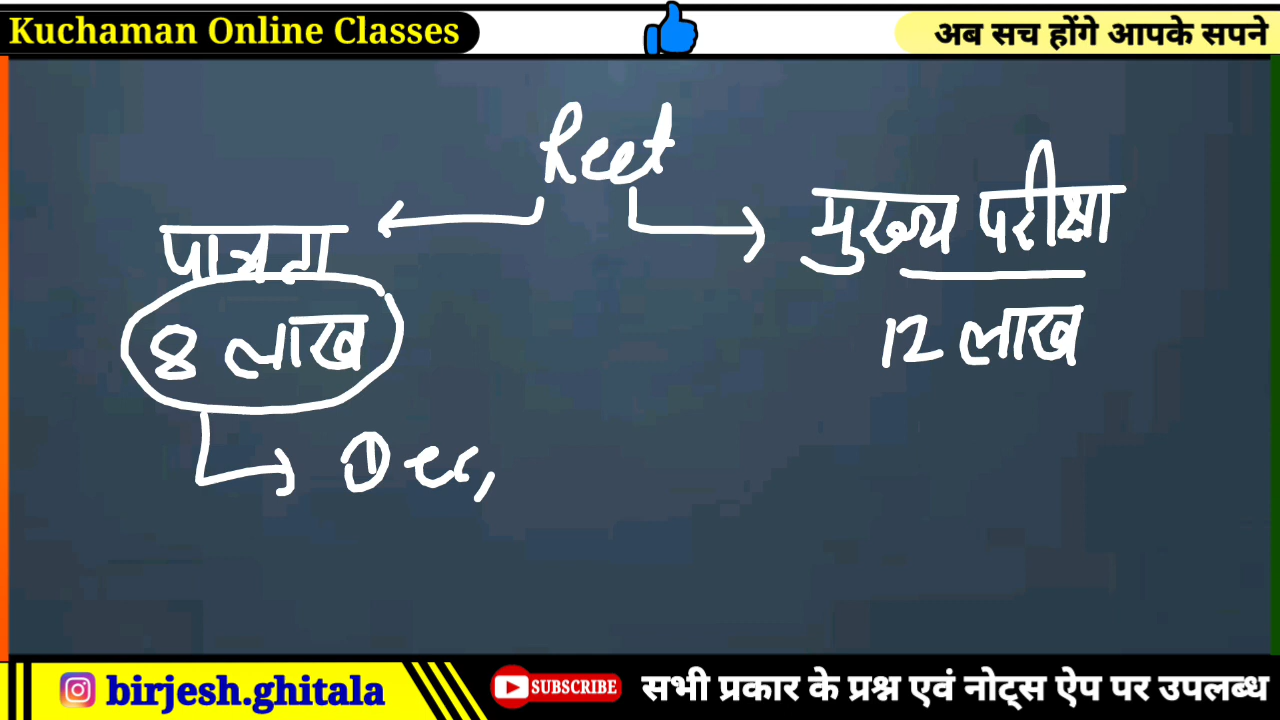 Kuchaman Online Classes
अब सच होंगे आपके सपने
Reet
पात्रता
मुख्य परीक्षा
8 लाख
12 लाख
Dec,
birjesh.ghitala
SUBSCRIBE
सभी प्रकार के प्रश्न एवं नोट्स ऐप पर उपलब्ध